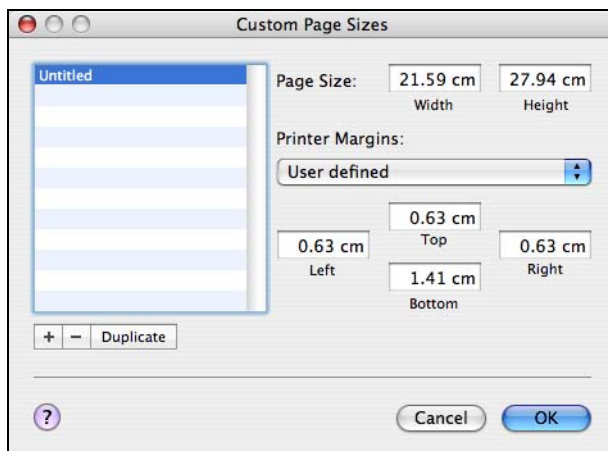 Custom Page Sizes
Untitled
Page Size:
21.59 cm
27.94 cm
Width
Height
Printer Margins:
User defined
0.63 cm
Top
0.63 cm
Left
0.63 cm
Right
1.41 cm
Bottom
+ − Duplicate
?
Cancel
OK